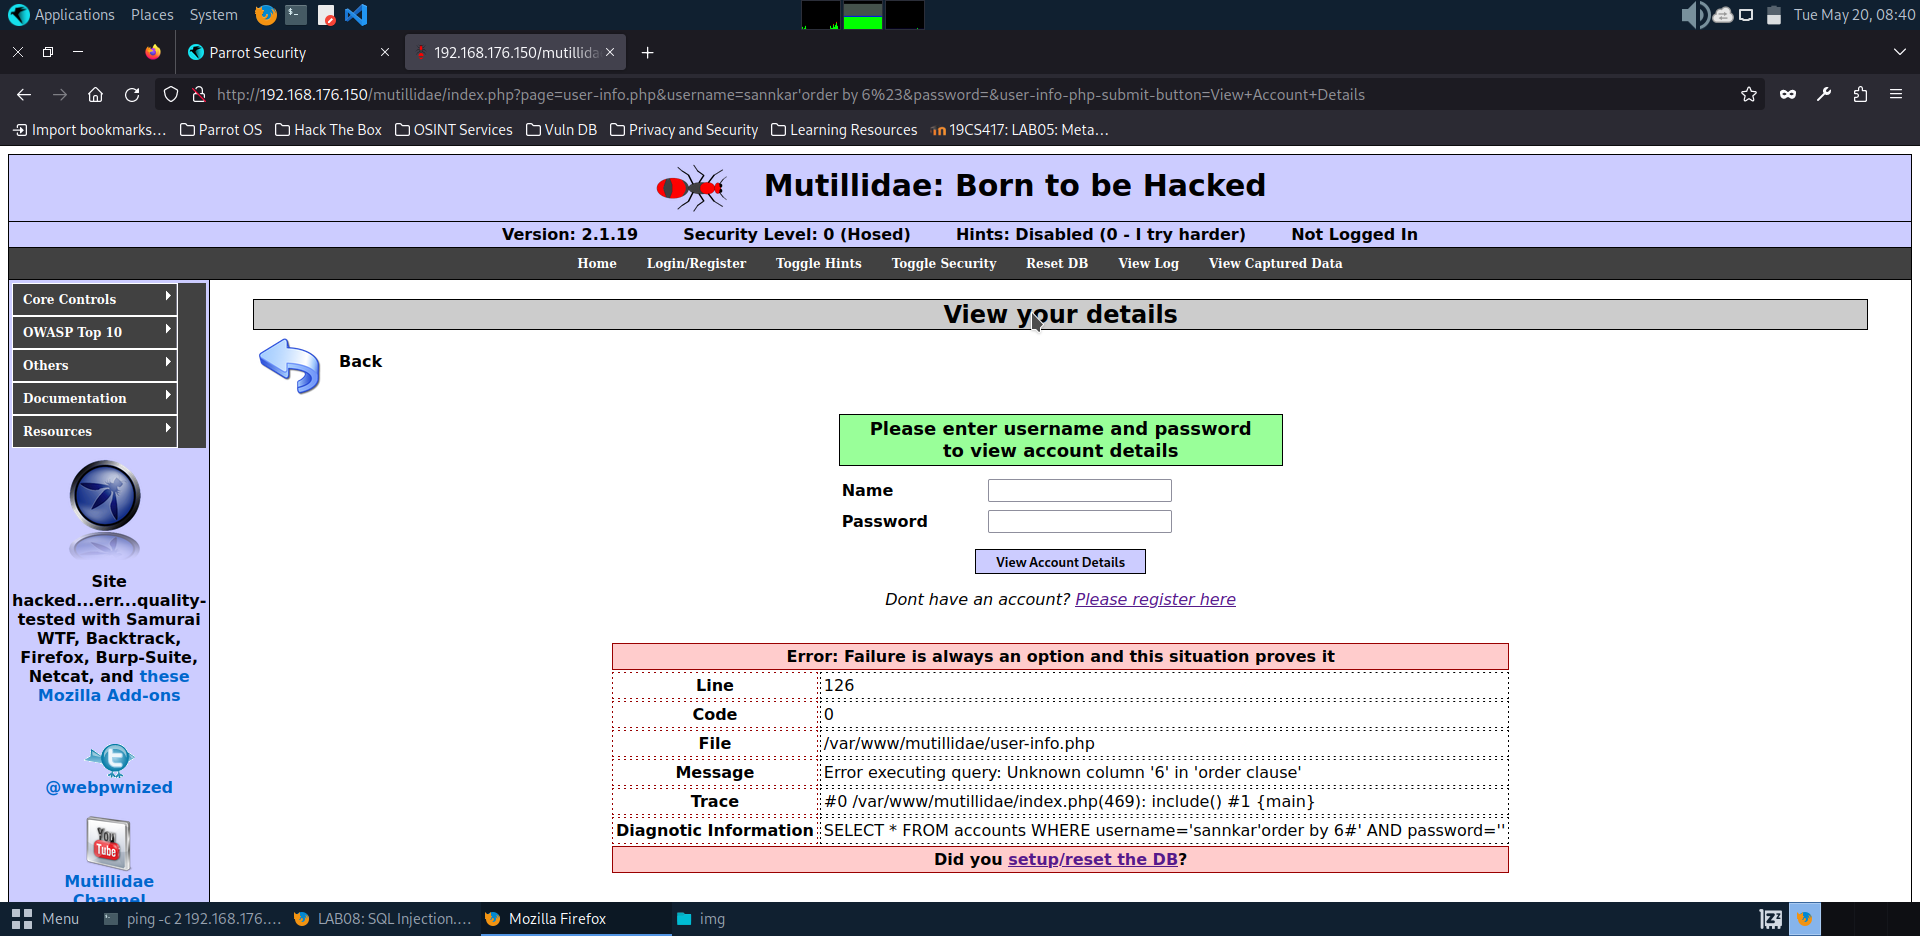 Applications Places System Tue May 20, 08:40
Parrot Security 192.168.176.150/mutillida
http://192.168.176.150/mutillidae/index.php?page=user-info.php&username=sannkar'order by 6%23&password=&user-info-php-submit-button=View+Account+Details
Import bookmarks... Parrot OS Hack The Box OSINT Services Vuln DB Privacy and Security Learning Resources 19CS417: LAB05: Meta...
Mutillidae: Born to be Hacked
Version: 2.1.19 Security Level: 0 (Hosed) Hints: Disabled (0 - I try harder) Not Logged In
Home Login/Register Toggle Hints Toggle Security Reset DB View Log View Captured Data
Core Controls
OWASP Top 10
Others
Documentation
Resources
Site
hacked...err...quality-
tested with Samurai
WTF, Backtrack,
Firefox, Burp-Suite,
Netcat, and these
Mozilla Add-ons
@webpwnized
You
Tube
Mutillidae
Channel
View your details
Back
Please enter username and password
to view account details
Name
Password
View Account Details
Dont have an account? Please register here
Error: Failure is always an option and this situation proves it
Line 126
Code 0
File /var/www/mutillidae/user-info.php
Message Error executing query: Unknown column '6' in 'order clause'
Trace #0 /var/www/mutillidae/index.php(469): include() #1 {main}
Diagnotic Information SELECT * FROM accounts WHERE username='sannkar'order by 6#' AND password=''
Did you setup/reset the DB?
Menu ping -c 2 192.168.176.... LAB08: SQL Injection.... Mozilla Firefox img